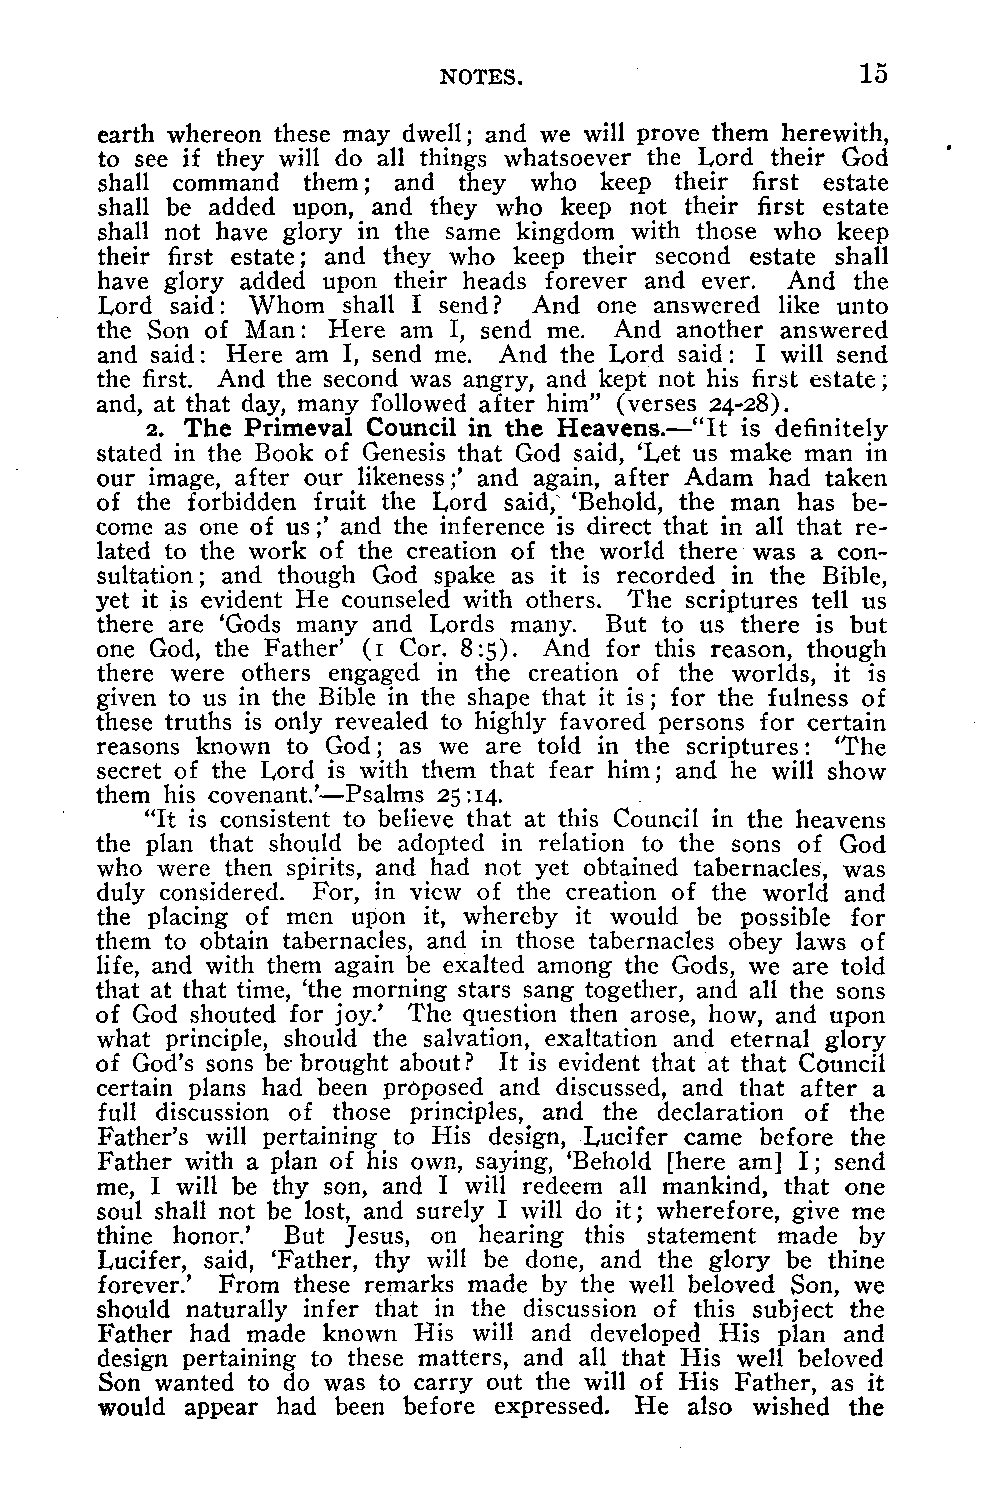 NOTES. 15
earth whereon these may dwell; and we will prove them herewith,
to see if they will do all things whatsoever the Lord their God
shall command them; and they who keep their first estate
shall be added upon, and they who keep not their first estate
shall not have glory in the same kingdom with those who keep
their first estate; and they who keep their second estate shall
have glory added upon their heads forever and ever. And the
Lord said: Whom shall I send? And one answered like unto
the Son of Man: Here am I, send me. And another answered
and said: Here am I, send me. And the Lord said: I will send
the first. And the second was angry, and kept not his first estate;
and, at that day, many followed after him" (verses 24-28).
2. The Primeval Council in the Heavens.—"It is definitely
stated in the Book of Genesis that God said, 'Let us make man in
our image, after our likeness;' and again, after Adam had taken
of the forbidden fruit the Lord said, 'Behold, the man has be-
come as one of us;' and the inference is direct that in all that re-
lated to the work of the creation of the world there was a con-
sultation; and though God spake as it is recorded in the Bible,
yet it is evident He counseled with others. The scriptures tell us
there are 'Gods many and Lords many. But to us there is but
one God, the Father' (1 Cor. 8:5). And for this reason, though
there were others engaged in the creation of the worlds, it is
given to us in the Bible in the shape that it is; for the fulness of
these truths is only revealed to highly favored persons for certain
reasons known to God; as we are told in the scriptures: 'The
secret of the Lord is with them that fear him; and he will show
them his covenant.'—Psalms 25:14.
"It is consistent to believe that at this Council in the heavens
the plan that should be adopted in relation to the sons of God
who were then spirits, and had not yet obtained tabernacles, was
duly considered. For, in view of the creation of the world and
the placing of men upon it, whereby it would be possible for
them to obtain tabernacles, and in those tabernacles obey laws of
life, and with them again be exalted among the Gods, we are told
that at that time, 'the morning stars sang together, and all the sons
of God shouted for joy.' The question then arose, how, and upon
what principle, should the salvation, exaltation and eternal glory
of God's sons be brought about? It is evident that at that Council
certain plans had been proposed and discussed, and that after a
full discussion of those principles, and the declaration of the
Father's will pertaining to His design, Lucifer came before the
Father with a plan of his own, saying, 'Behold [here am] I; send
me, I will be thy son, and I will redeem all mankind, that one
soul shall not be lost, and surely I will do it; wherefore, give me
thine honor.' But Jesus, on hearing this statement made by
Lucifer, said, 'Father, thy will be done, and the glory be thine
forever.' From these remarks made by the well beloved Son, we
should naturally infer that in the discussion of this subject the
Father had made known His will and developed His plan and
design pertaining to these matters, and all that His well beloved
Son wanted to do was to carry out the will of His Father, as it
would appear had been before expressed. He also wished the